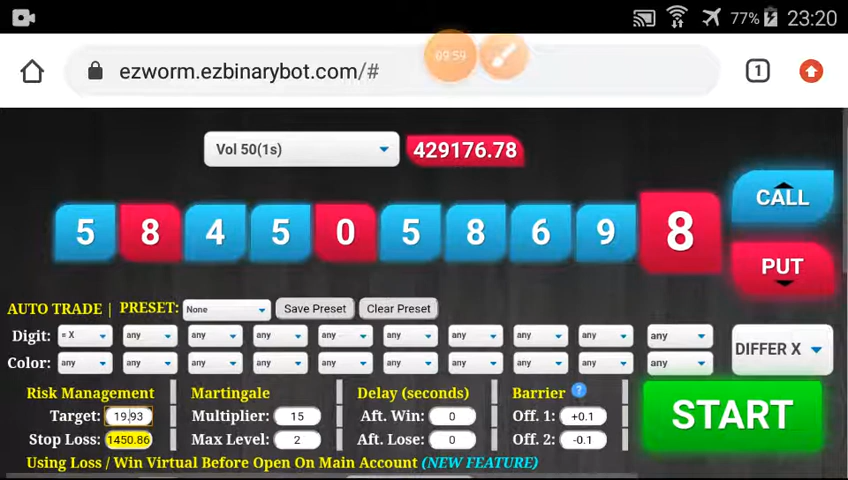 77% 23:20
09:59
ezworm.ezbinarybot.com/# 1
Vol 50(1s) 429176.78
CALL
5 8 4 5 0 5 8 6 9 8
PUT
AUTO TRADE | PRESET: None Save Preset Clear Preset
Digit: = X any any any any any any any any any
DIFFER X
Color: any any any any any any any any any any
Risk Management Martingale Delay (seconds) Barrier ?
Target: 19.93 Multiplier: 15 Aft. Win: 0 Off. 1: +0.1
START
Stop Loss: 1450.86 Max Level: 2 Aft. Lose: 0 Off. 2: -0.1
Using Loss / Win Virtual Before Open On Main Account (NEW FEATURE)